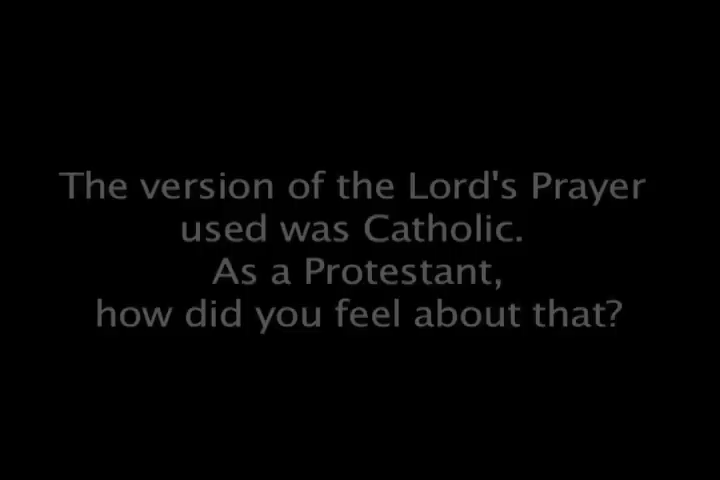 The version of the Lord's Prayer
used was Catholic.
As a Protestant,
how did you feel about that?